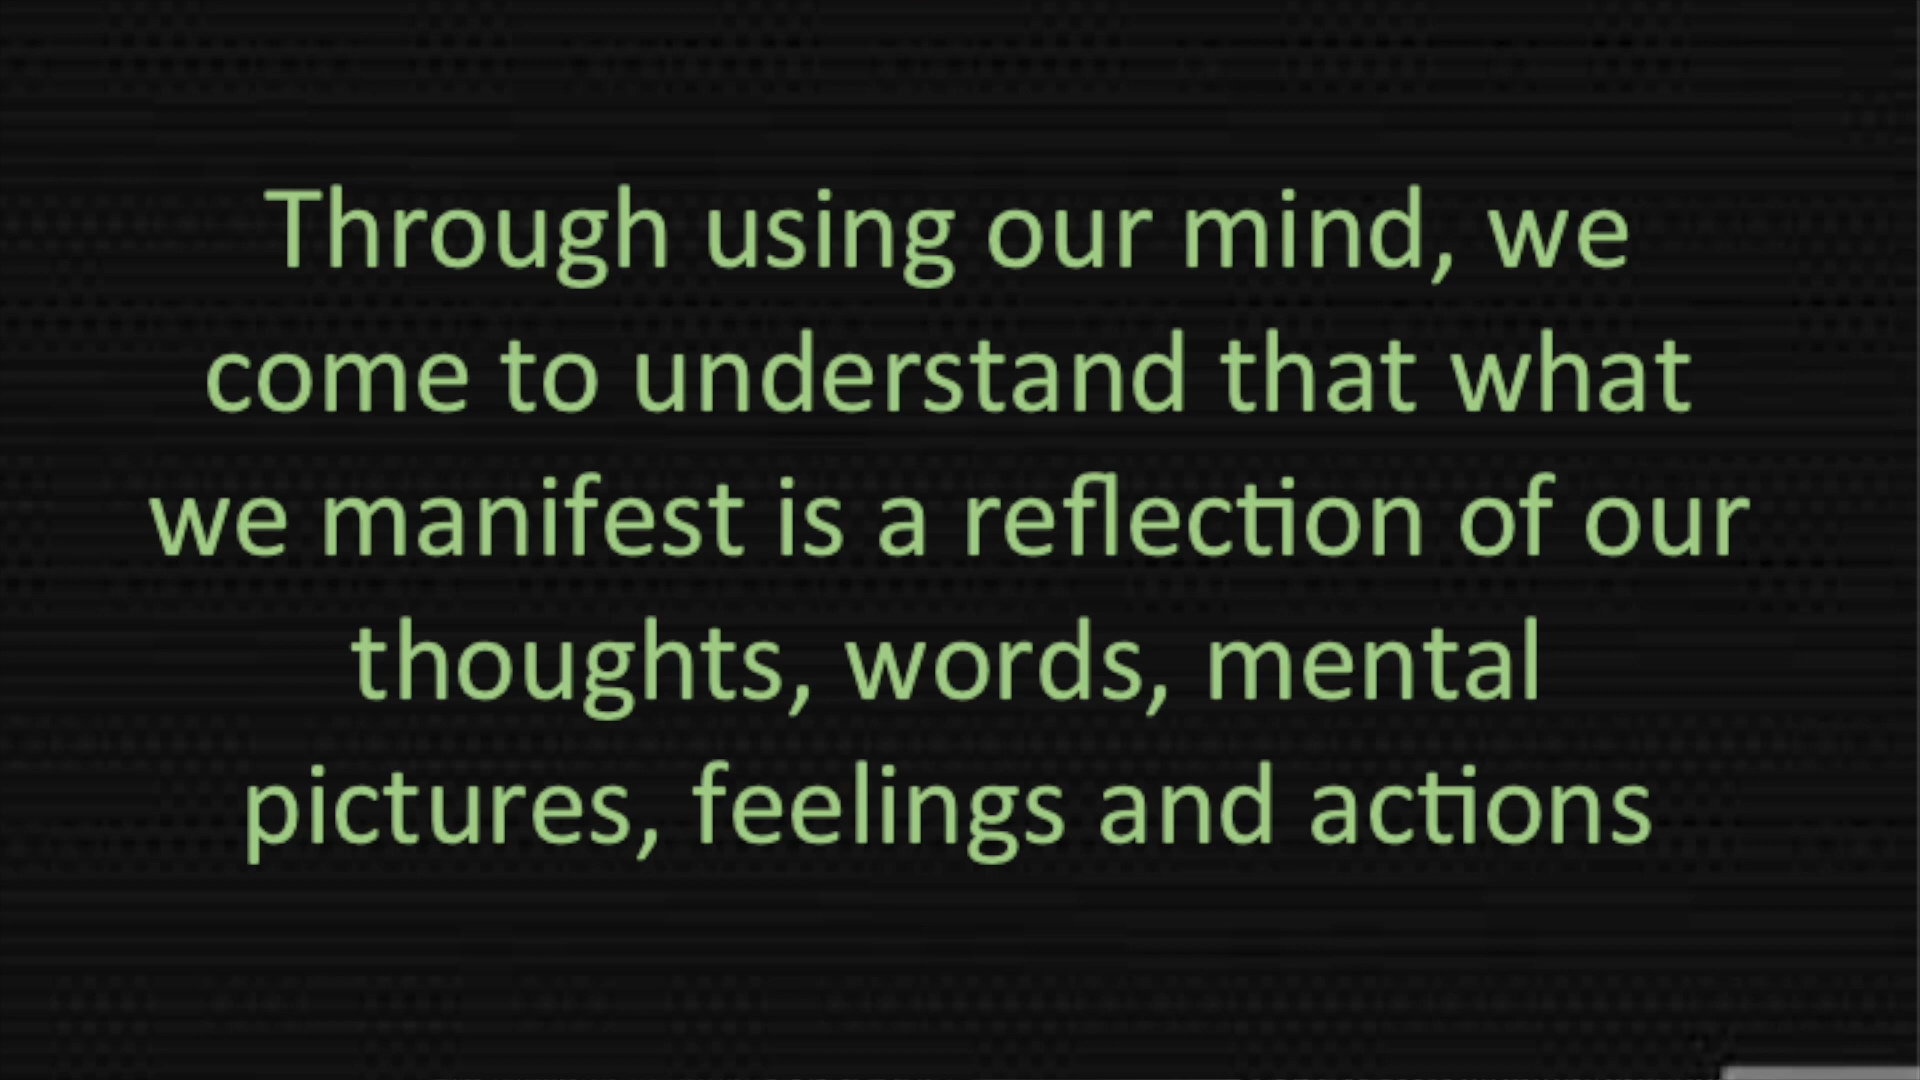 Through using our mind, we
come to understand that what
we manifest is a reflection of our
thoughts, words, mental
pictures, feelings and actions